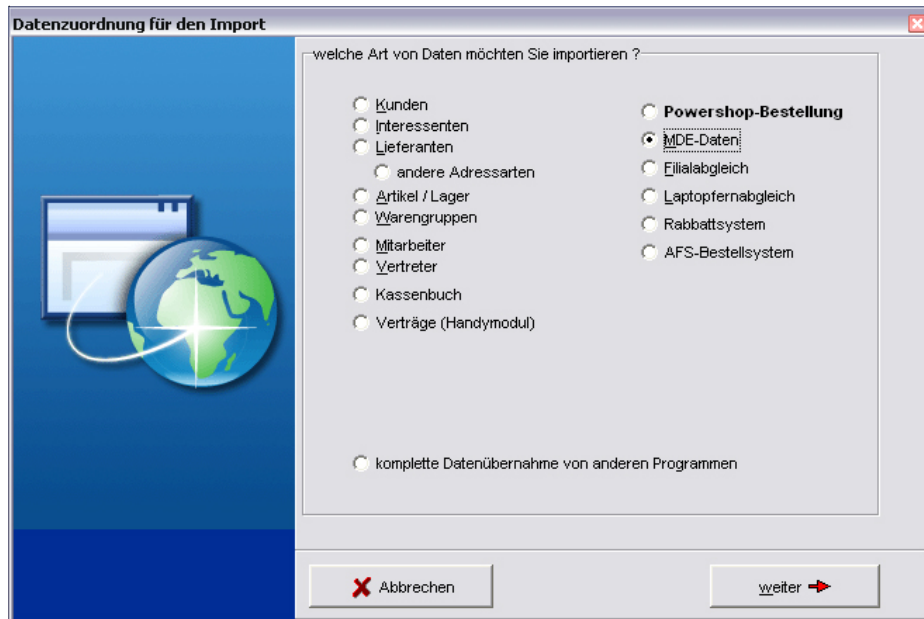 Datenzuordnung für den Import
welche Art von Daten möchten Sie importieren ?
Kunden
Interessenten
Lieferanten
andere Adressarten
Artikel / Lager
Warengruppen
Mitarbeiter
Vertreter
Kassenbuch
Verträge (Handymodul)
Powershop-Bestellung
MDE-Daten
Filialabgleich
Laptopfernabgleich
Rabbattsystem
AFS-Bestellsystem
komplette Datenübernahme von anderen Programmen
Abbrechen
weiter